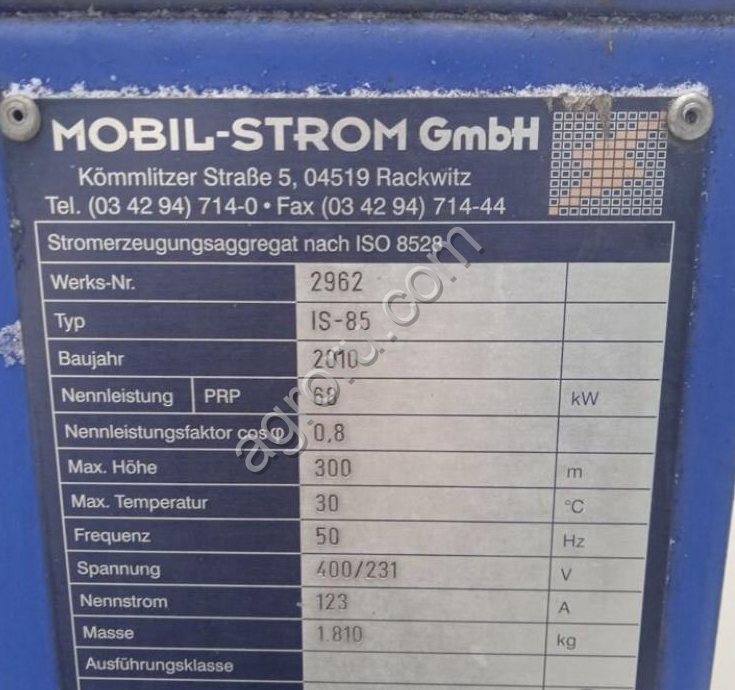 MOBIL-STROM GmbH
Kömmlitzer Straße 5, 04519 Rackwitz
Tel. (03 42 94) 714-0 • Fax (03 42 94) 714-44
Stromerzeugungsaggregat nach ISO 8528
Werks-Nr. 2962
Typ IS-85
Baujahr 2010
Nennleistung PRP 68 kW
Nennleistungsfaktor cos φ 0,8
Max. Höhe 300 m
Max. Temperatur 30 °C
Frequenz 50 Hz
Spannung 400/231 V
Nennstrom 123 A
Masse 1.810 kg
Ausführungsklasse
agrotd.com